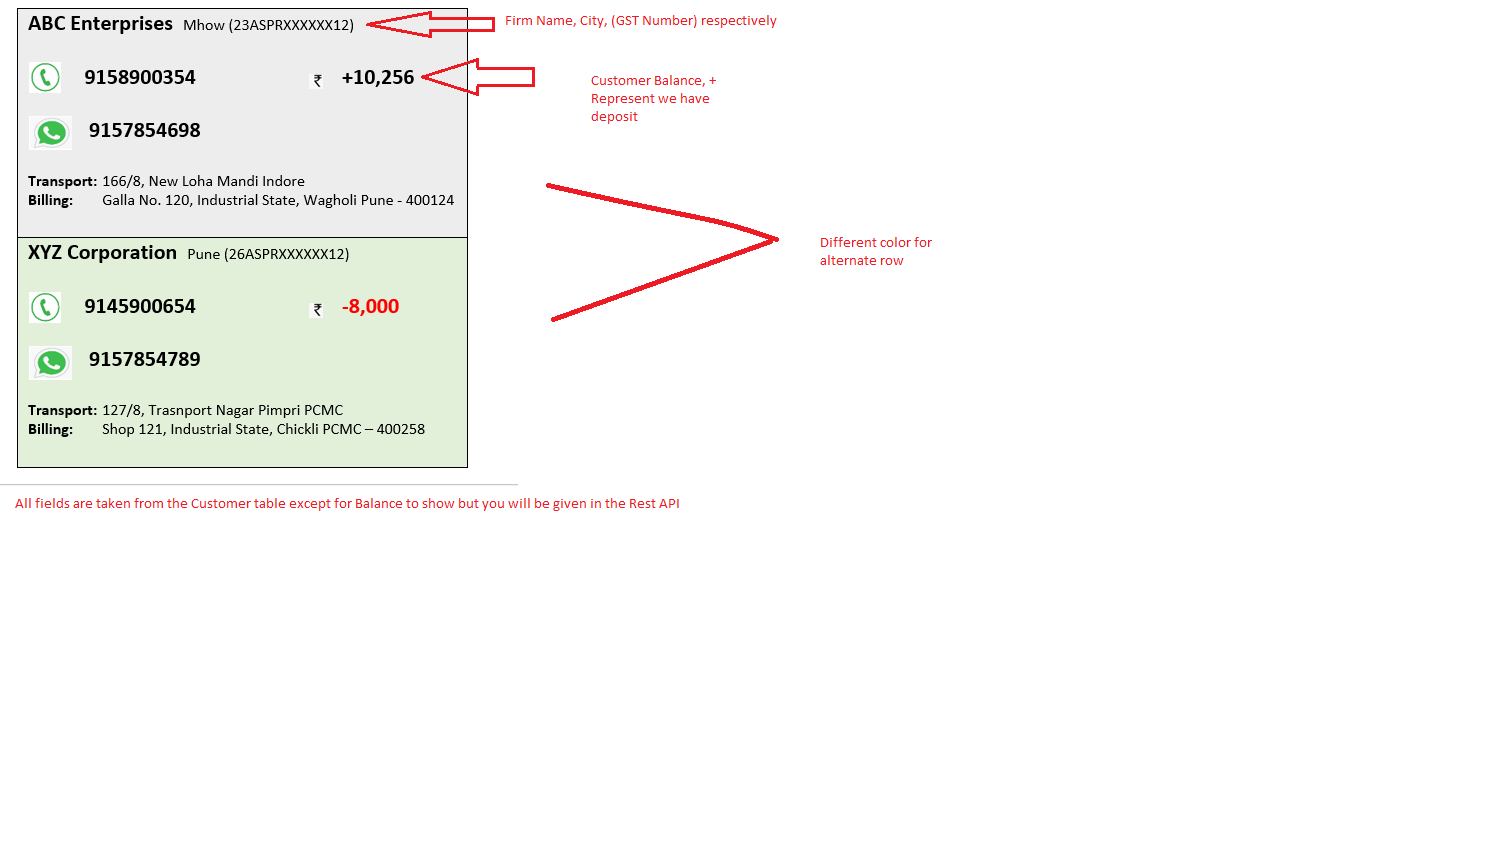 ABC Enterprises Mhow (23ASPRXXXXXX12)
Firm Name, City, (GST Number) respectively
9158900354 ₹ +10,256
Customer Balance, +
Represent we have
deposit
9157854698
Transport: 166/8, New Loha Mandi Indore
Billing: Galla No. 120, Industrial State, Wagholi Pune - 400124
XYZ Corporation Pune (26ASPRXXXXXX12)
Different color for
alternate row
9145900654 ₹ -8,000
9157854789
Transport: 127/8, Trasnport Nagar Pimpri PCMC
Billing: Shop 121, Industrial State, Chickli PCMC – 400258
All fields are taken from the Customer table except for Balance to show but you will be given in the Rest API